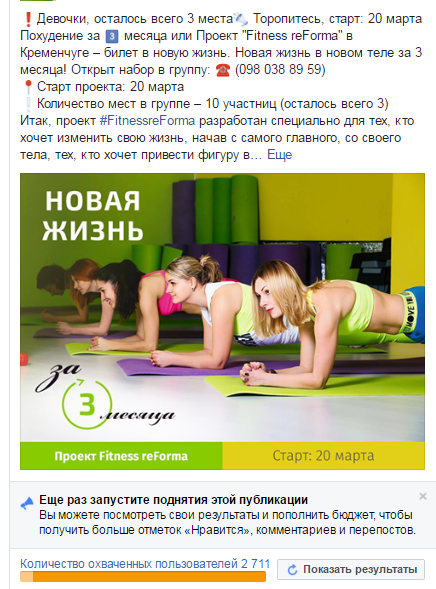 ❗Девочки, осталось всего 3 места💫 Торопитесь, старт: 20 марта
Похудение за 3️⃣ месяца или Проект "Fitness reForma" в
Кременчуге – билет в новую жизнь. Новая жизнь в новом теле за 3
месяца! Открыт набор в группу: ☎ (098 038 89 59)
📍Старт проекта: 20 марта
❕Количество мест в группе – 10 участниц (осталось всего 3)
Итак, проект #FitnessreForma разработан специально для тех, кто
хочет изменить свою жизнь, начав с самого главного, со своего
тела, тех, кто хочет привести фигуру в… Еще
НОВАЯ
ЖИЗНЬ
за
3
месяца
Проект Fitness reForma
Старт: 20 марта
Еще раз запустите поднятия этой публикации
Вы можете посмотреть свои результаты и пополнить бюджет, чтобы
получить больше отметок «Нравится», комментариев и перепостов.
Количество охваченных пользователей 2 711
Показать результаты